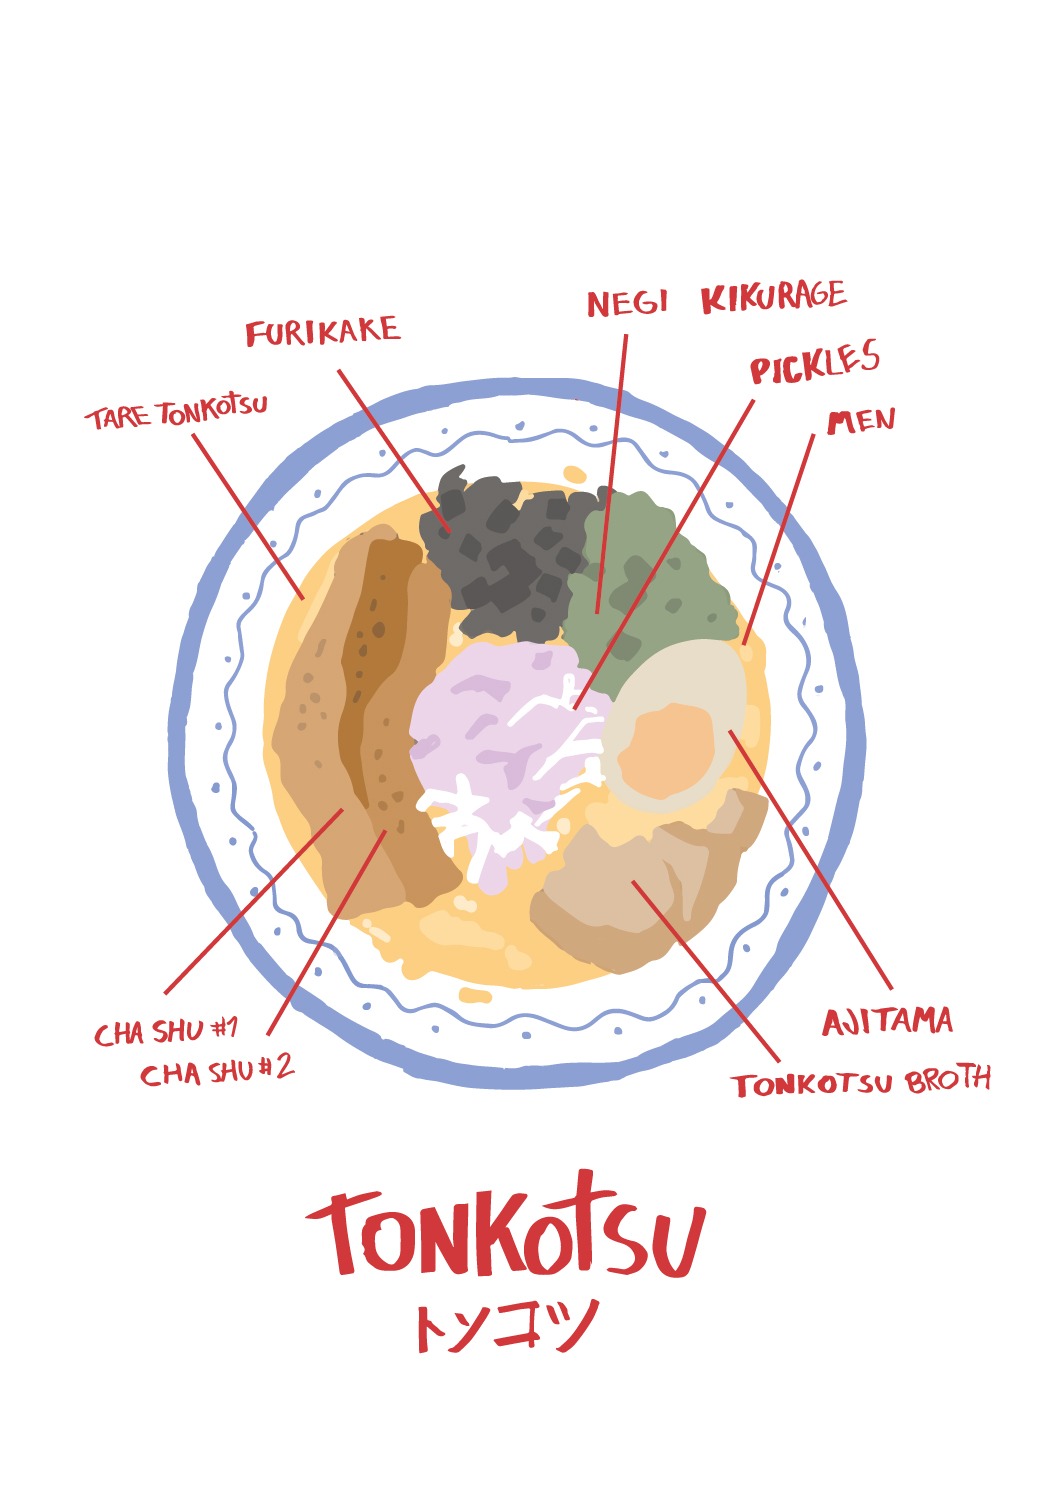 NEGI KIKURAGE
FURIKAKE
PICKLES
TARE TONKOTSU
MEN
CHA SHU #1
AJITAMA
CHA SHU #2
TONKOTSU BROTH
TONKOTSU
トンコツ